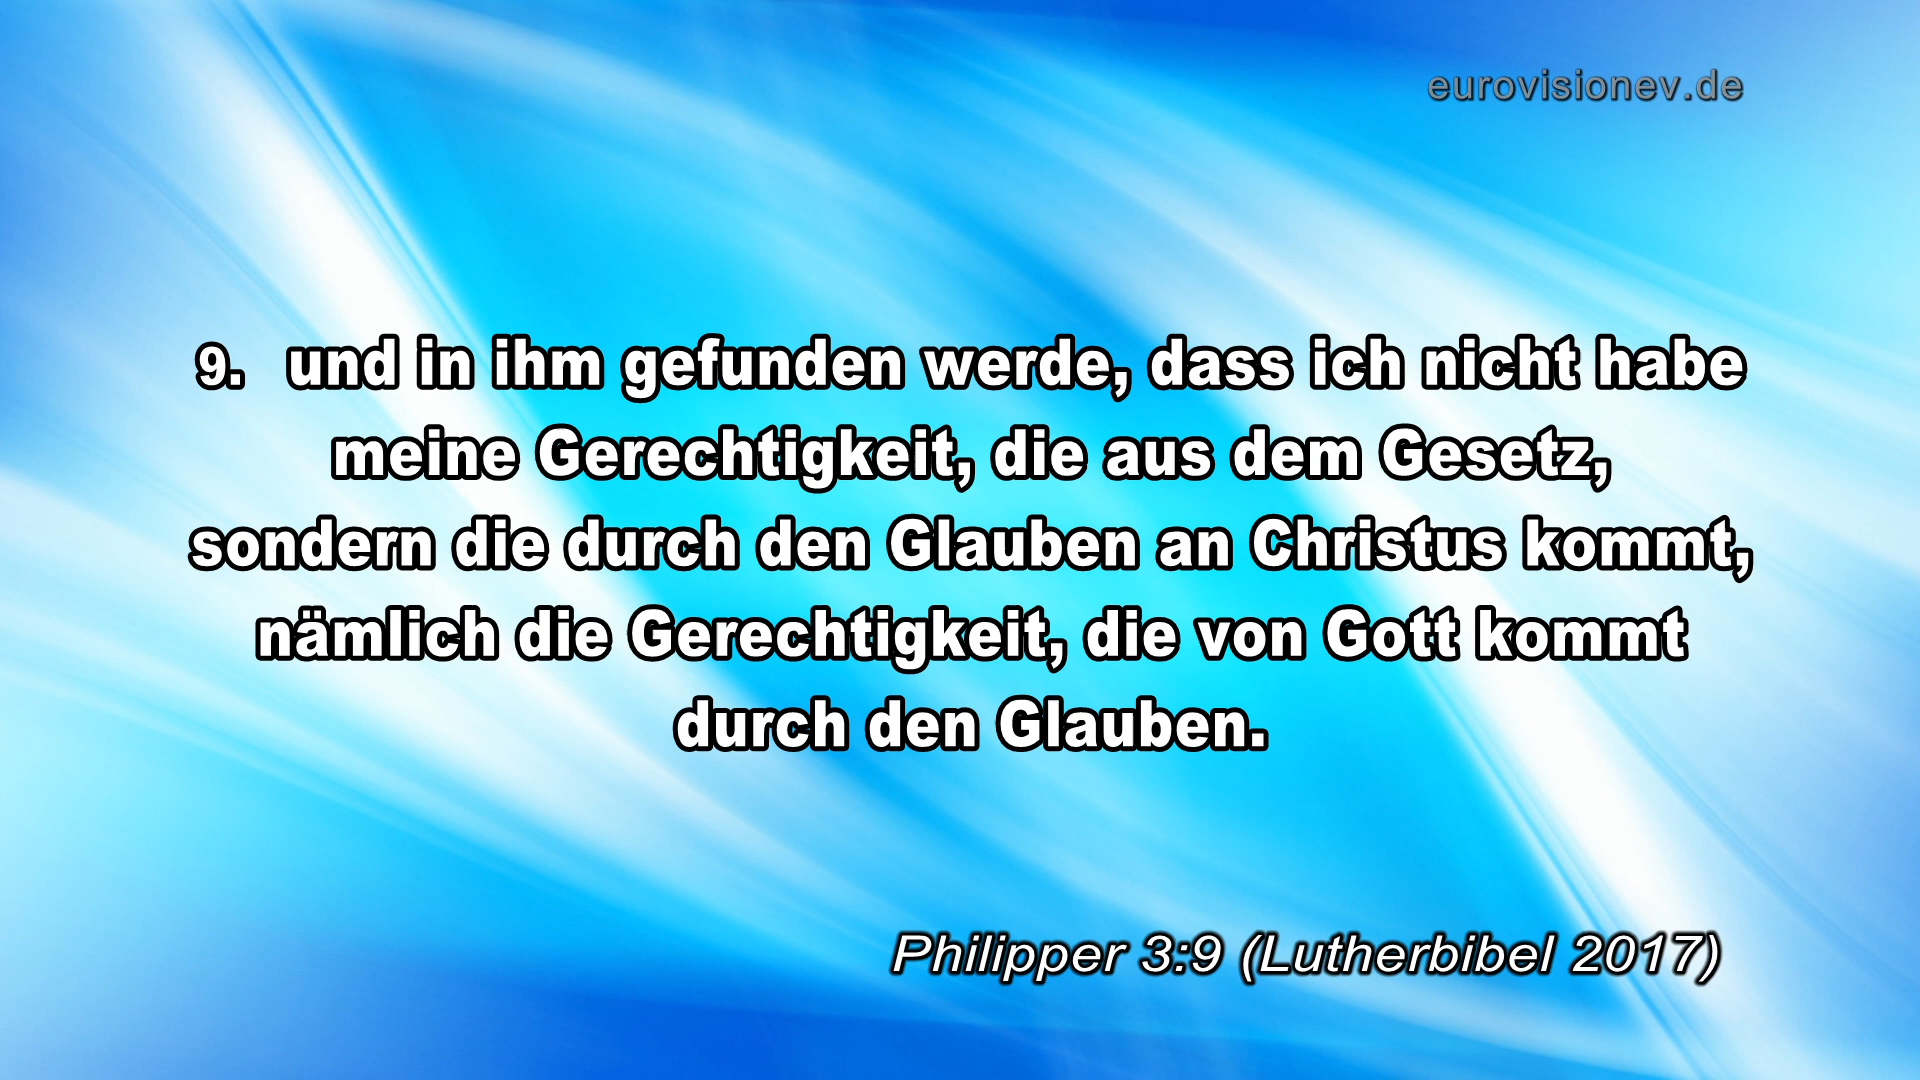 eurovisionev.de
9. und in ihm gefunden werde, dass ich nicht habe
meine Gerechtigkeit, die aus dem Gesetz,
sondern die durch den Glauben an Christus kommt,
nämlich die Gerechtigkeit, die von Gott kommt
durch den Glauben.
Philipper 3:9 (Lutherbibel 2017)